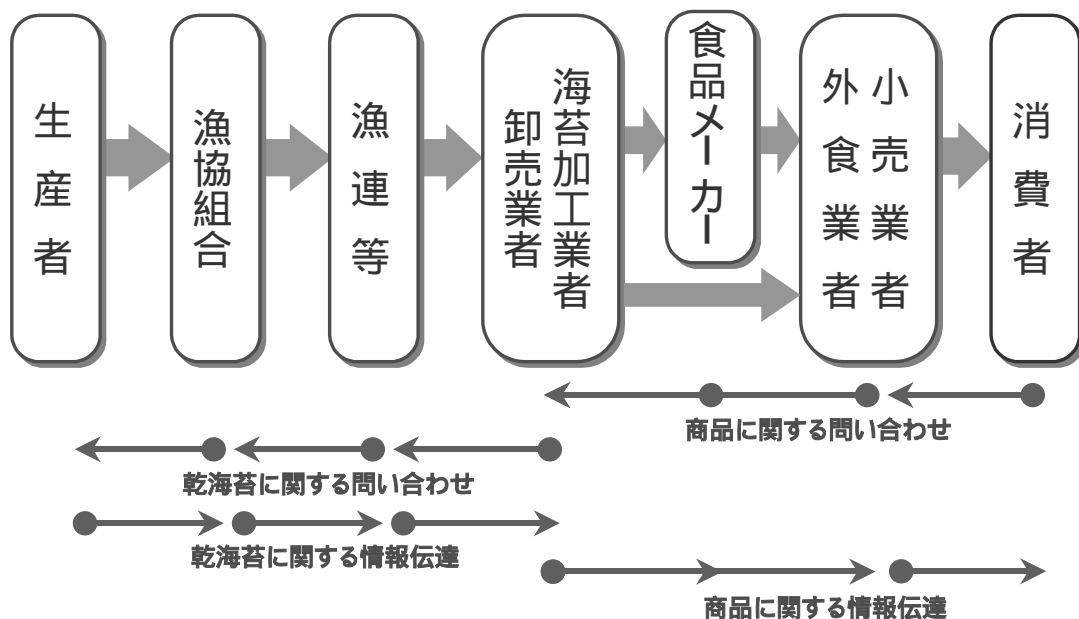 生産者
漁協組合
漁連等
海苔加工業者
卸売業者
食品メーカー
小売業者
外食業者
消費者
商品に関する問い合わせ
乾海苔に関する問い合わせ
乾海苔に関する情報伝達
商品に関する情報伝達